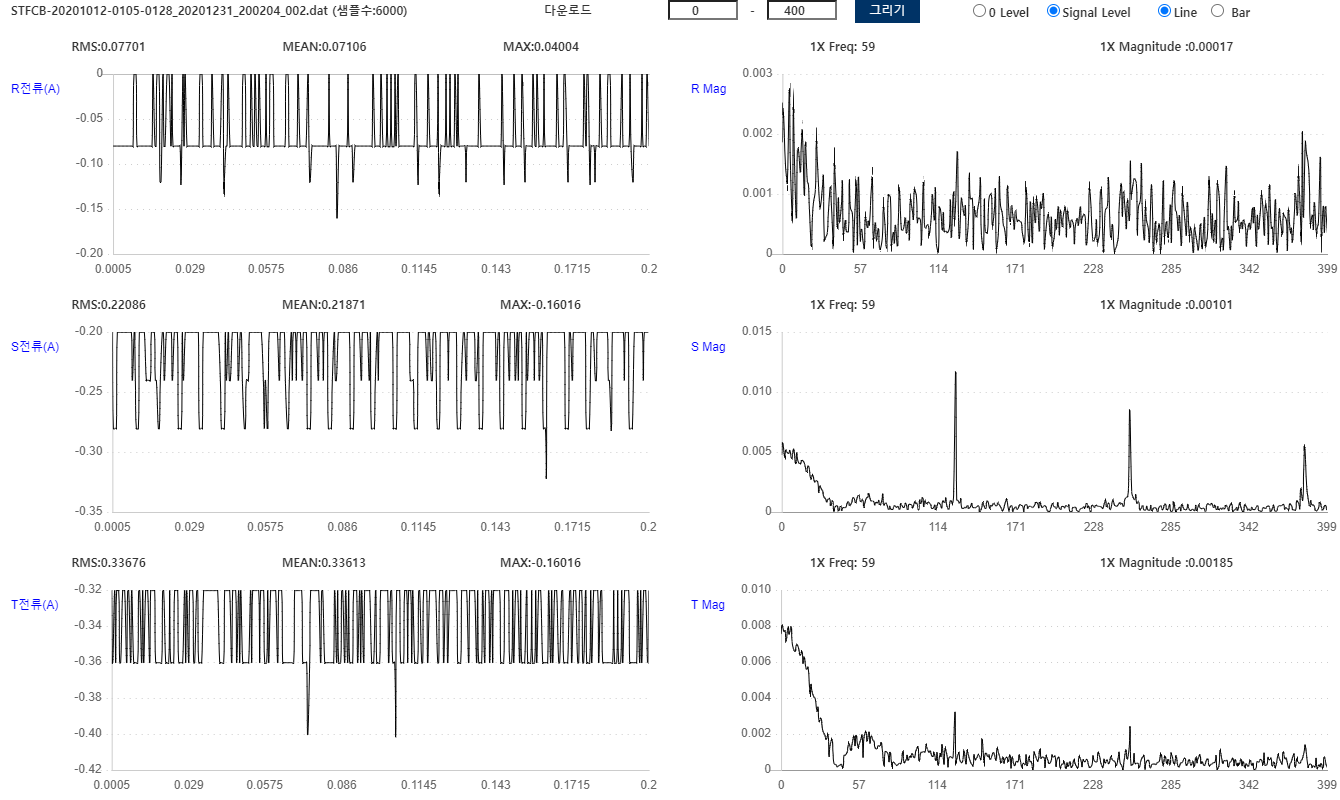 STFCB-20201012-0105-0128_20201231_200204_002.dat (샘플수:6000) 다운로드 0 - 400 그리기 0 Level Signal Level Line Bar
RMS:0.07701 MEAN:0.07106 MAX:0.04004 1X Freq: 59 1X Magnitude :0.00017
R전류(A)
0
-0.05
-0.10
-0.15
-0.20
0.0005 0.029 0.0575 0.086 0.1145 0.143 0.1715 0.2
R Mag
0.003
0.002
0.001
0
0 57 114 171 228 285 342 399
RMS:0.22086 MEAN:0.21871 MAX:-0.16016 1X Freq: 59 1X Magnitude :0.00101
S전류(A)
-0.20
-0.25
-0.30
-0.35
0.0005 0.029 0.0575 0.086 0.1145 0.143 0.1715 0.2
S Mag
0.015
0.010
0.005
0
0 57 114 171 228 285 342 399
RMS:0.33676 MEAN:0.33613 MAX:-0.16016 1X Freq: 59 1X Magnitude :0.00185
T전류(A)
-0.32
-0.34
-0.36
-0.38
-0.40
-0.42
0.0005 0.029 0.0575 0.086 0.1145 0.143 0.1715 0.2
T Mag
0.010
0.008
0.006
0.004
0.002
0
0 57 114 171 228 285 342 399